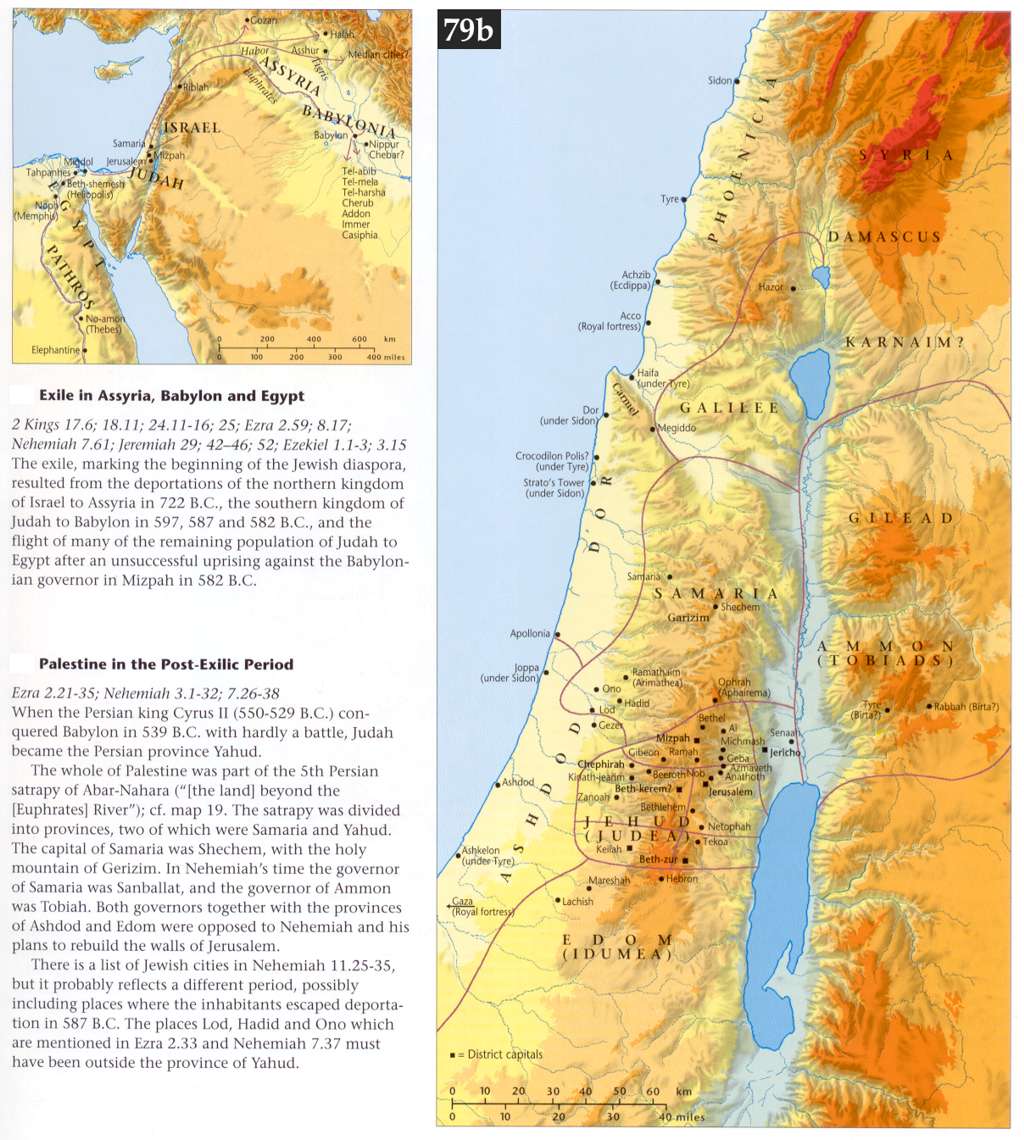 Gozan
Halah
Habor
Asshur
Median cities?
ASSYRIA
Tigris
Euphrates
Riblah
BABYLONIA
ISRAEL
Babylon
Nippur
Chebar?
Samaria
Mizpah
Jerusalem
JUDAH
Migdol
Tahpanhes
Beth-shemesh
(Heliopolis)
Noph
(Memphis)
EGYPT
PATHROS
No-amon
(Thebes)
Elephantine
Tel-abib
Tel-mela
Tel-harsha
Cherub
Addon
Immer
Casiphia
0 200 400 600 km
0 100 200 300 400 miles
Exile in Assyria, Babylon and Egypt
2 Kings 17.6; 18.11; 24.11-16; 25; Ezra 2.59; 8.17;
Nehemiah 7.61; Jeremiah 29; 42–46; 52; Ezekiel 1.1-3; 3.15
The exile, marking the beginning of the Jewish diaspora,
resulted from the deportations of the northern kingdom
of Israel to Assyria in 722 B.C., the southern kingdom of
Judah to Babylon in 597, 587 and 582 B.C., and the
flight of many of the remaining population of Judah to
Egypt after an unsuccessful uprising against the Babylon-
ian governor in Mizpah in 582 B.C.
Palestine in the Post-Exilic Period
Ezra 2.21-35; Nehemiah 3.1-32; 7.26-38
When the Persian king Cyrus II (550-529 B.C.) con-
quered Babylon in 539 B.C. with hardly a battle, Judah
became the Persian province Yahud.
The whole of Palestine was part of the 5th Persian
satrapy of Abar-Nahara (“[the land] beyond the
[Euphrates] River”); cf. map 19. The satrapy was divided
into provinces, two of which were Samaria and Yahud.
The capital of Samaria was Shechem, with the holy
mountain of Gerizim. In Nehemiah’s time the governor
of Samaria was Sanballat, and the governor of Ammon
was Tobiah. Both governors together with the provinces
of Ashdod and Edom were opposed to Nehemiah and his
plans to rebuild the walls of Jerusalem.
There is a list of Jewish cities in Nehemiah 11.25-35,
but it probably reflects a different period, possibly
including places where the inhabitants escaped deporta-
tion in 587 B.C. The places Lod, Hadid and Ono which
are mentioned in Ezra 2.33 and Nehemiah 7.37 must
have been outside the province of Yahud.
79b
Sidon
PHOENICIA
SYRIA
Tyre
DAMASCUS
Achzib
(Ecdippa)
Hazor
Acco
(Royal fortress)
KARNAIM?
Haifa
(under Tyre)
Carmel
GALILEE
Dor
(under Sidon)
Megiddo
Crocodilon Polis?
(under Tyre)
Strato's Tower
(under Sidon)
DOR
GILEAD
Samaria
SAMARIA
Shechem
Garizim
Apollonia
AMMON
(TOBIADS)
Joppa
(under Sidon)
Ramathaim
(Arimathea)
Ono
Hadid
Lod
Gezer
Ophrah
(Aphairema)
Tyre
(Birta?)
Rabbah (Birta?)
Bethel
Ai
Mizpah
Michmash
Senaah
Jericho
Gibeon
Ramah
Geba
Chephirah
Azmaveth
Kiriath-jearim
Beeroth
Nob
Anathoth
Beth-kerem?
Jerusalem
Zanoah
Bethlehem
Ashdod
ASHDOD
JEHUD
(JUDEA)
Netophah
Tekoa
Keilah
Beth-zur
Ashkelon
(under Tyre)
Mareshah
Hebron
Gaza
(Royal fortress)
Lachish
EDOM
(IDUMEA)
■ = District capitals
0 10 20 30 40 50 60 km
0 10 20 30 40 miles